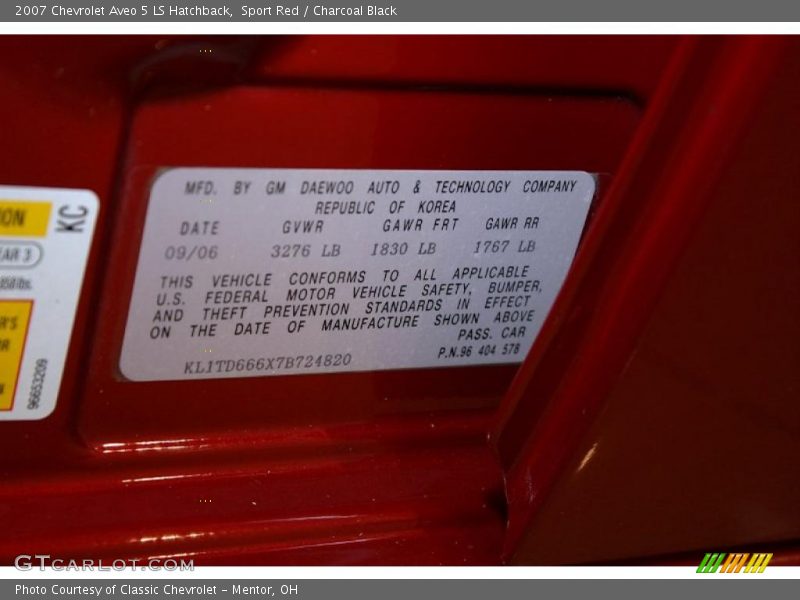 2007 Chevrolet Aveo 5 LS Hatchback,  Sport Red / Charcoal Black
MFD. BY GM DAEWOO AUTO & TECHNOLOGY COMPANY
REPUBLIC OF KOREA
DATE GVWR GAWR FRT GAWR RR
09/06 3276 LB 1830 LB 1767 LB
THIS VEHICLE CONFORMS TO ALL APPLICABLE
U.S. FEDERAL MOTOR VEHICLE SAFETY, BUMPER,
AND THEFT PREVENTION STANDARDS IN EFFECT
ON THE DATE OF MANUFACTURE SHOWN ABOVE
PASS. CAR
KL1TD666X7B724820 P.N.96 404 578
KC
96653209
GTCARLOT.COM
Photo Courtesy of Classic Chevrolet - Mentor, OH